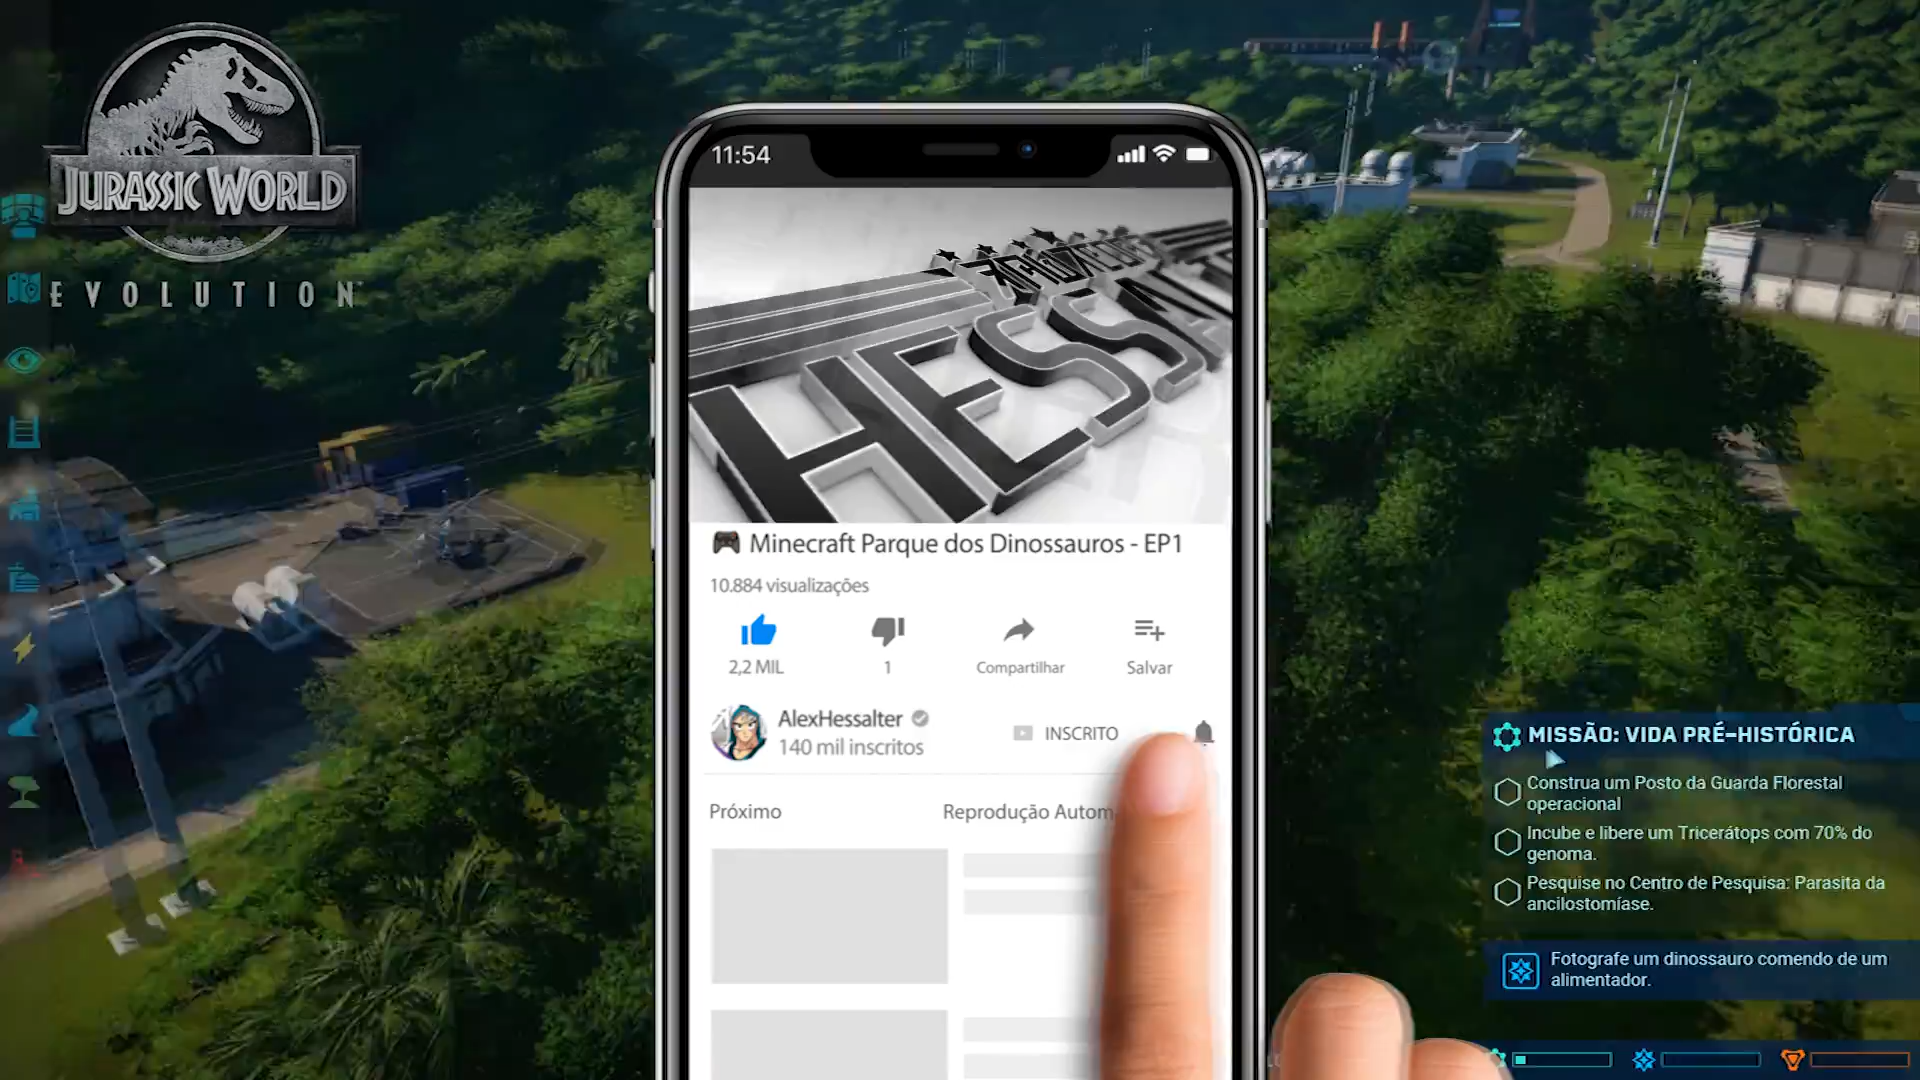 JURASSIC WORLD
EVOLUTION
11:54
HESSA
Minecraft Parque dos Dinossauros - EP1
10.884 visualizações
2,2 MIL
1
Compartilhar
Salvar
AlexHessalter
140 mil inscritos
INSCRITO
Próximo
Reprodução Autom
MISSÃO: VIDA PRÉ-HISTÓRICA
Construa um Posto da Guarda Florestal
operacional
Incube e libere um Tricerátops com 70% do
genoma.
Pesquise no Centro de Pesquisa: Parasita da
ancilostomíase.
Fotografe um dinossauro comendo de um
alimentador.